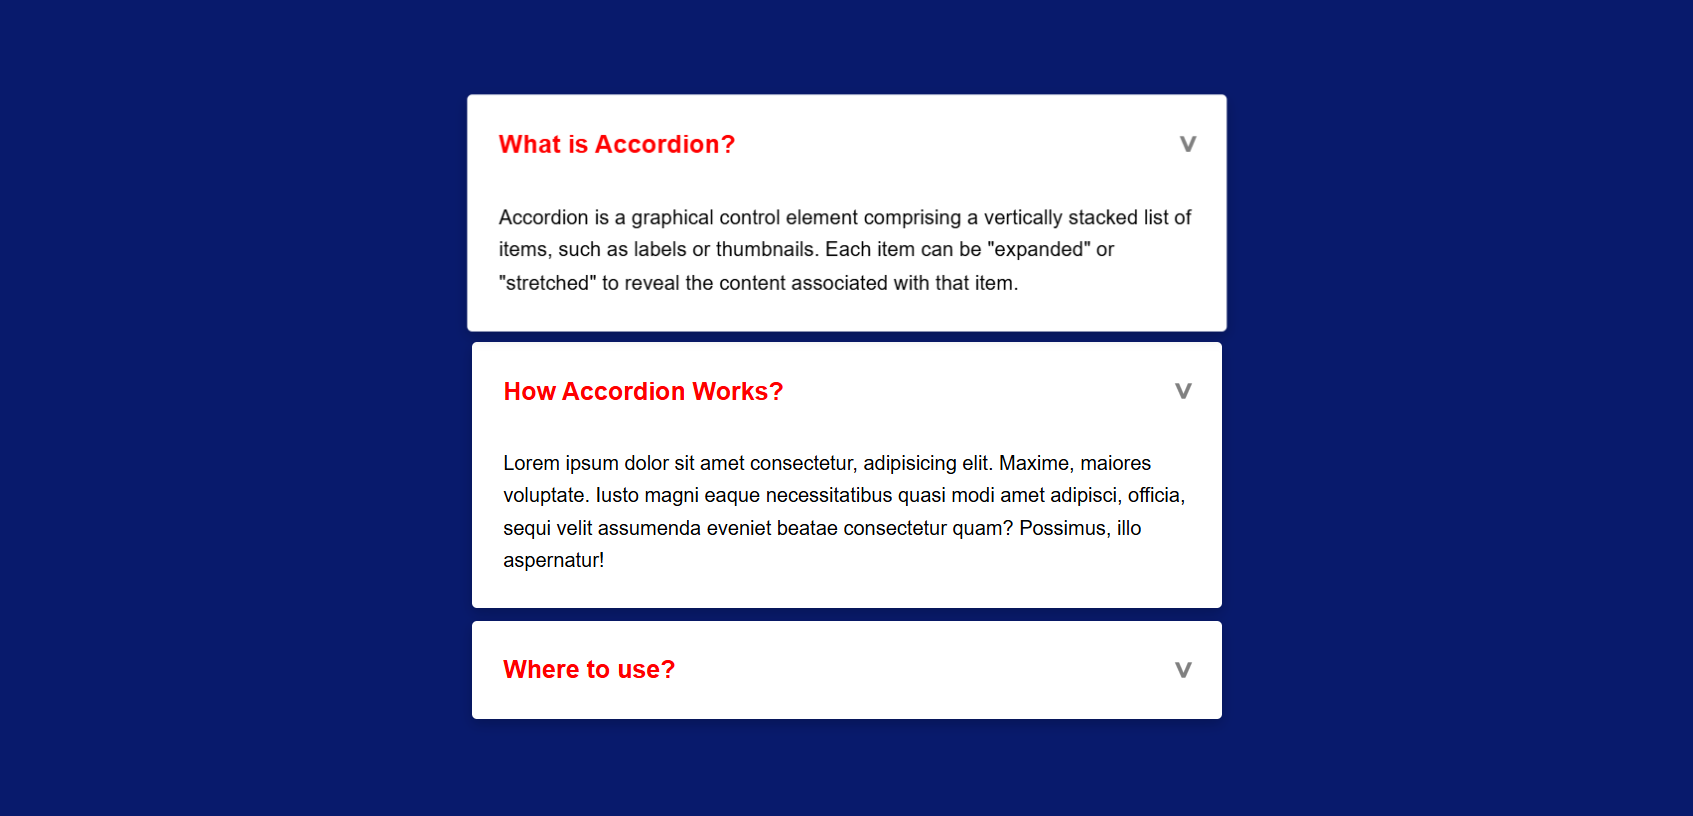 What is Accordion? V
Accordion is a graphical control element comprising a vertically stacked list of
items, such as labels or thumbnails. Each item can be "expanded" or
"stretched" to reveal the content associated with that item.
How Accordion Works? V
Lorem ipsum dolor sit amet consectetur, adipisicing elit. Maxime, maiores
voluptate. Iusto magni eaque necessitatibus quasi modi amet adipisci, officia,
sequi velit assumenda eveniet beatae consectetur quam? Possimus, illo
aspernatur!
Where to use? V